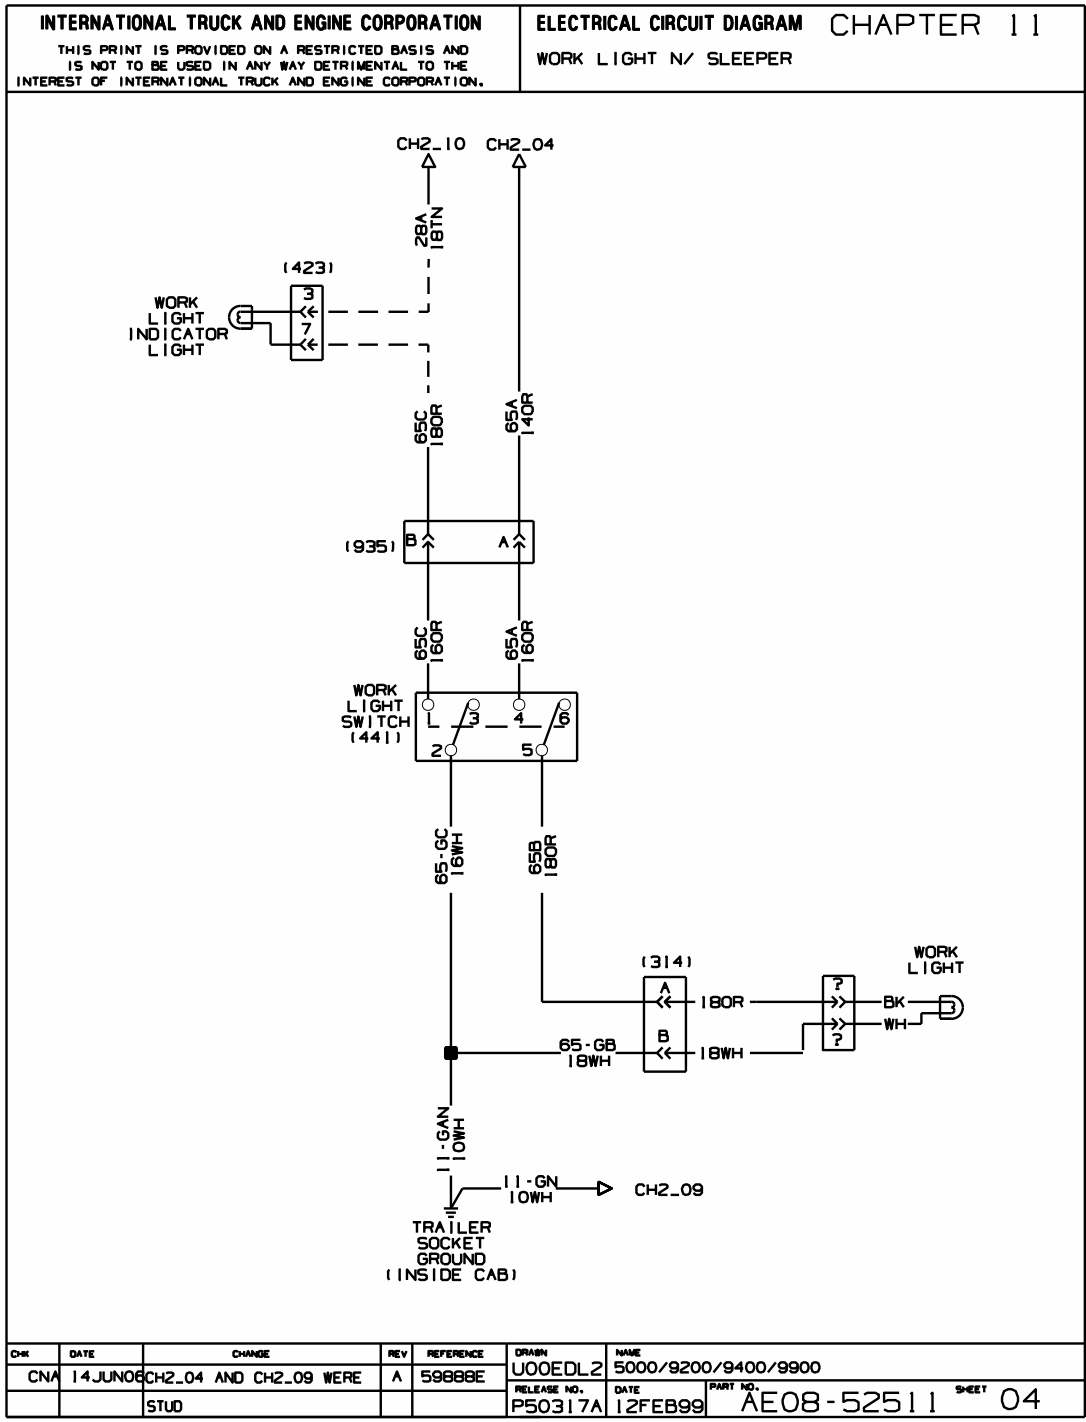 INTERNATIONAL TRUCK AND ENGINE CORPORATION
THIS PRINT IS PROVIDED ON A RESTRICTED BASIS AND
IS NOT TO BE USED IN ANY WAY DETRIMENTAL TO THE
INTEREST OF INTERNATIONAL TRUCK AND ENGINE CORPORATION.
ELECTRICAL CIRCUIT DIAGRAM CHAPTER 11
WORK LIGHT N/ SLEEPER
CH2_10 CH2_04
28A
18TN
(423)
3
7
WORK
LIGHT
INDICATOR
LIGHT
65C
18OR
65A
14OR
(935)
B
A
65C
16OR
65A
16OR
WORK
LIGHT
SWITCH
(441)
1 3 4 6
2 5
65-GC
16WH
65B
18OR
WORK
LIGHT
(314)
A
18OR
?
BK
B
18WH
?
WH
65-GB
18WH
11-GAN
10WH
11-GN
10WH
CH2_09
TRAILER
SOCKET
GROUND
(INSIDE CAB)
CHK DATE CHANGE REV REFERENCE
CNA 14JUN06 CH2_04 AND CH2_09 WERE A 59888E
STUD
DRAWN
U00EDL2
NAME
5000/9200/9400/9900
RELEASE NO.
P50317A
DATE
12FEB99
PART NO.
AE08-52511
SHEET
04